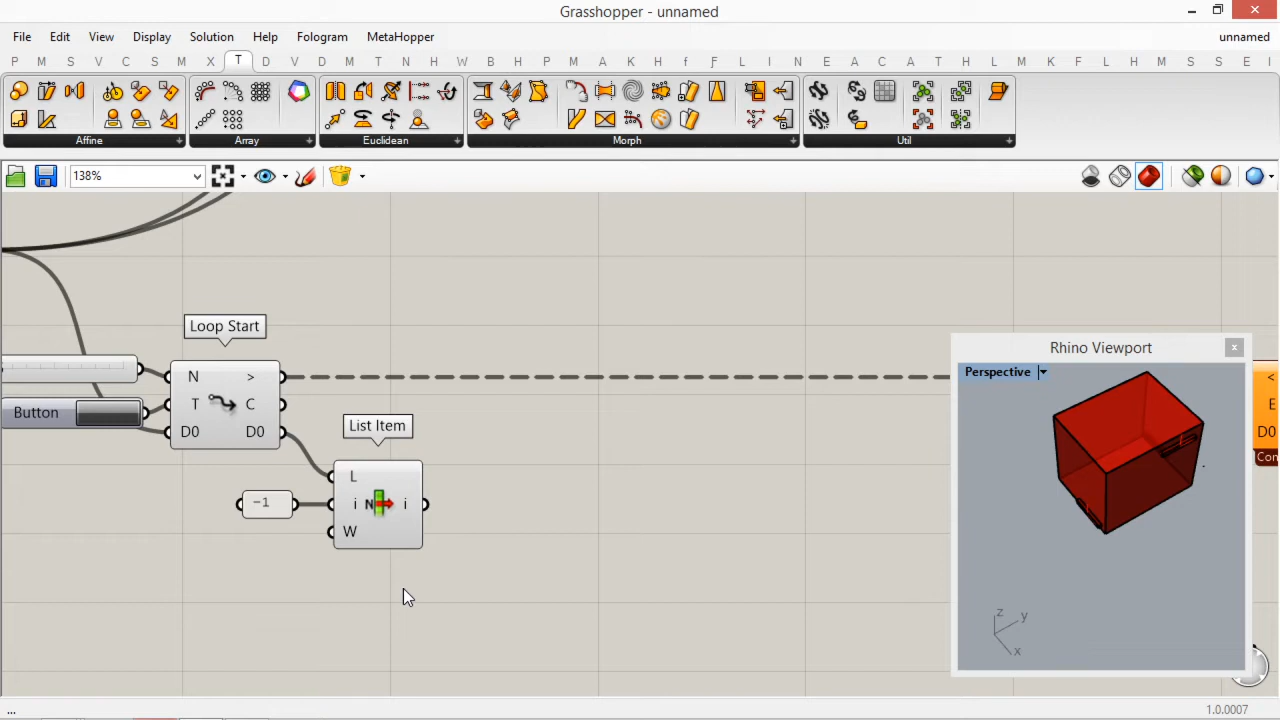 Grasshopper - unnamed
File Edit View Display Solution Help Fologram MetaHopper unnamed
P M S V C S X T D V D M T N H W B P M A K H f F D L I N E A M T H S S V S E I
Affine Array Euclidean Morph Util
138%
Loop Start
N > T C D0 D0
Button
List Item
L
-1 i N i
W
Rhino Viewport
Perspective
z y x
<
E
D0
Con
...
1.0.0007